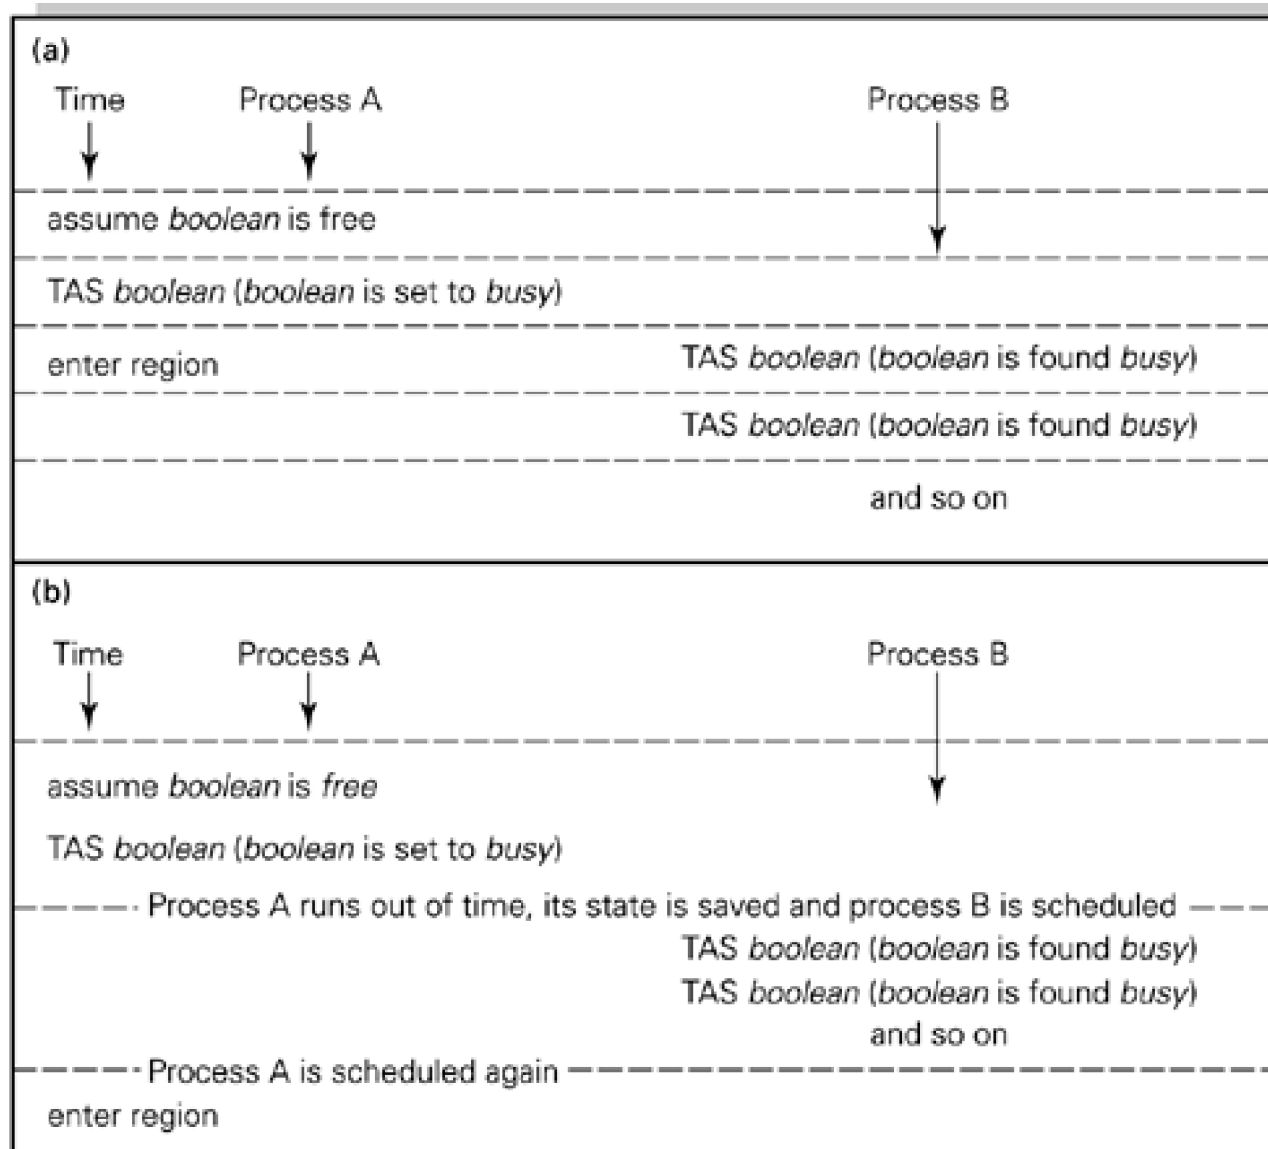 (a)
Time Process A Process B
assume boolean is free
TAS boolean (boolean is set to busy)
enter region TAS boolean (boolean is found busy)
TAS boolean (boolean is found busy)
and so on
(b)
Time Process A Process B
assume boolean is free
TAS boolean (boolean is set to busy)
Process A runs out of time, its state is saved and process B is scheduled
TAS boolean (boolean is found busy)
TAS boolean (boolean is found busy)
and so on
Process A is scheduled again
enter region